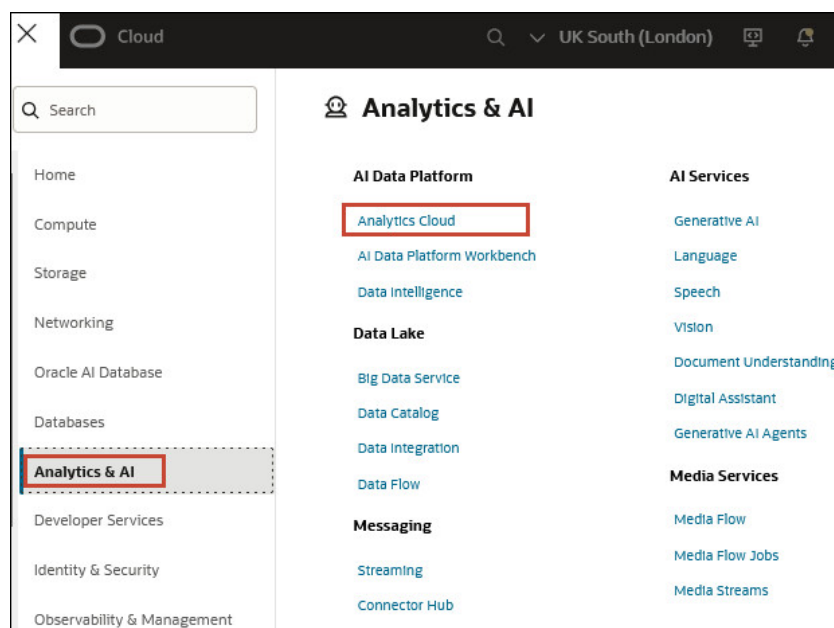 Cloud
UK South (London)
Search
Home
Compute
Storage
Networking
Oracle AI Database
Databases
Analytics & AI
Developer Services
Identity & Security
Observability & Management
Analytics & AI
AI Data Platform
Analytics Cloud
AI Data Platform Workbench
Data Intelligence
Data Lake
Big Data Service
Data Catalog
Data Integration
Data Flow
Messaging
Streaming
Connector Hub
AI Services
Generative AI
Language
Speech
Vision
Document Understanding
Digital Assistant
Generative AI Agents
Media Services
Media Flow
Media Flow Jobs
Media Streams